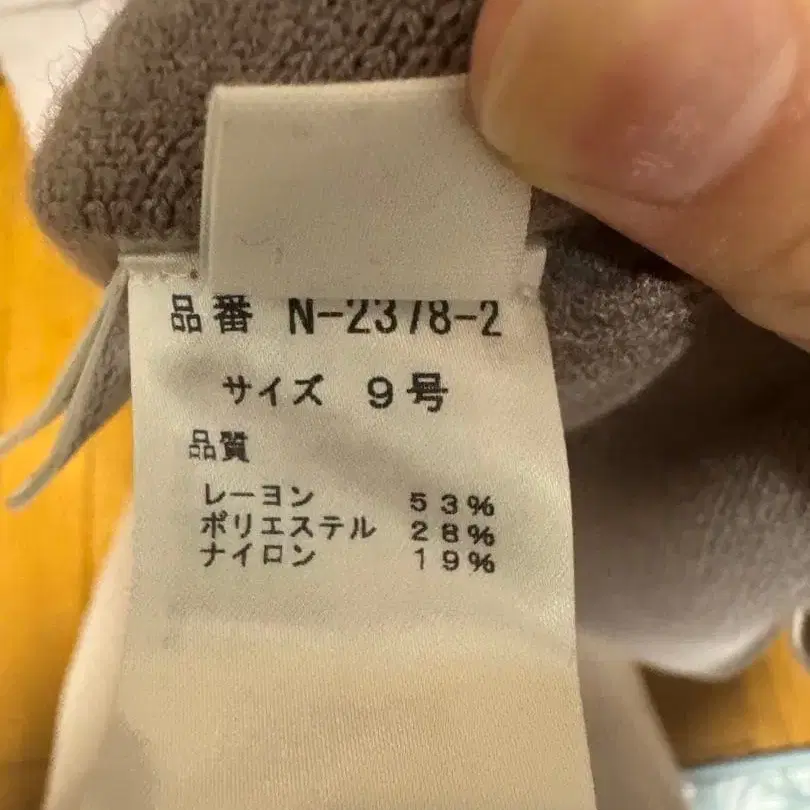 品番 N-2378-2
サイズ 9号
品質
レーヨン 53%
ポリエステル 28%
ナイロン 19%